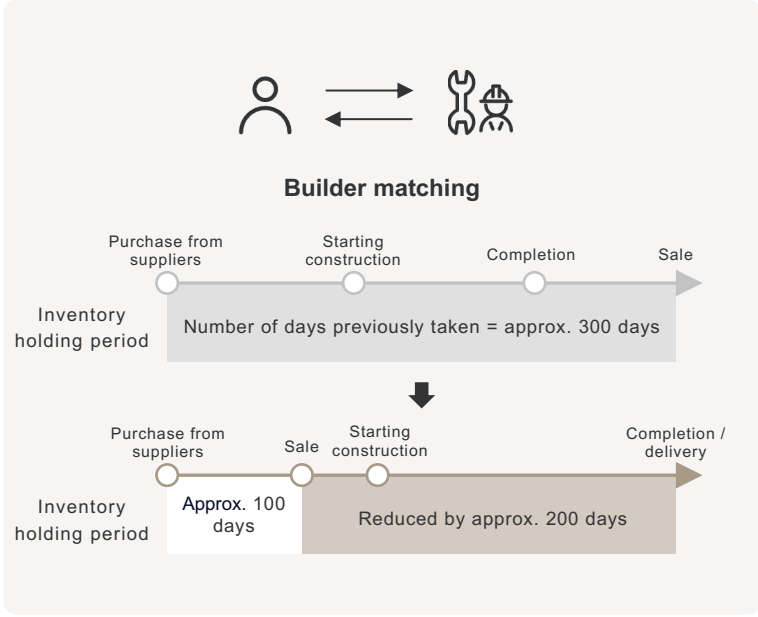 Builder matching
Purchase from
suppliers
Starting
construction
Completion
Sale
Inventory
holding period
Number of days previously taken = approx. 300 days
Purchase from
suppliers
Sale
Starting
construction
Completion /
delivery
Inventory
holding period
Approx. 100
days
Reduced by approx. 200 days